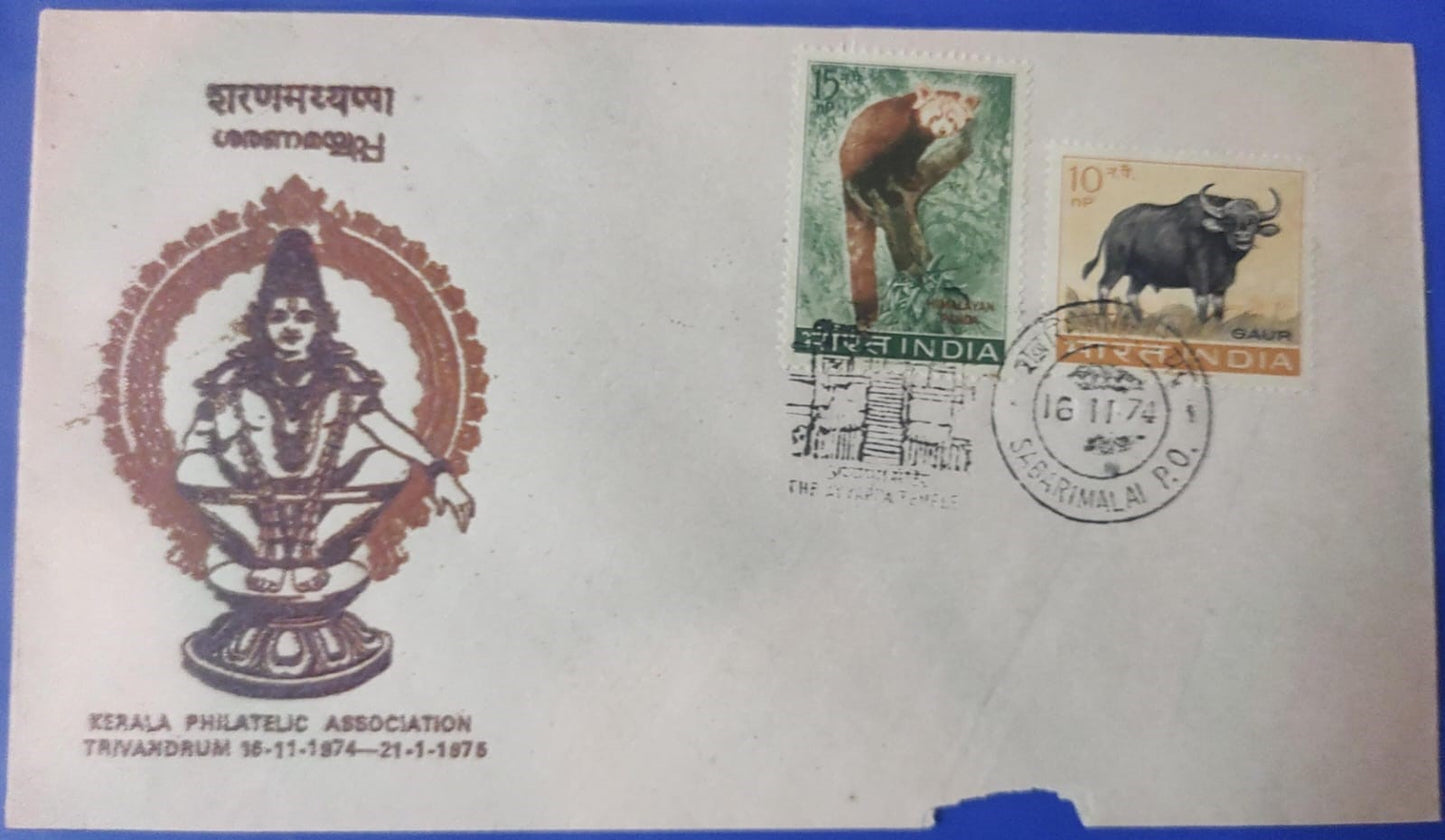 शरणमय्यप्पा
ശരണമയ്യപ്പ
KERALA PHILATELIC ASSOCIATION
TRIVANDRUM 16-11-1974—21-1-1975
15 न.पै.
nP
HIMALAYAN
भारत INDIA
10 न.पै.
nP
GAUR
भारत INDIA
THE AYYAPPA TEMPLE
16 11 74
SABARIMALAI P.O.